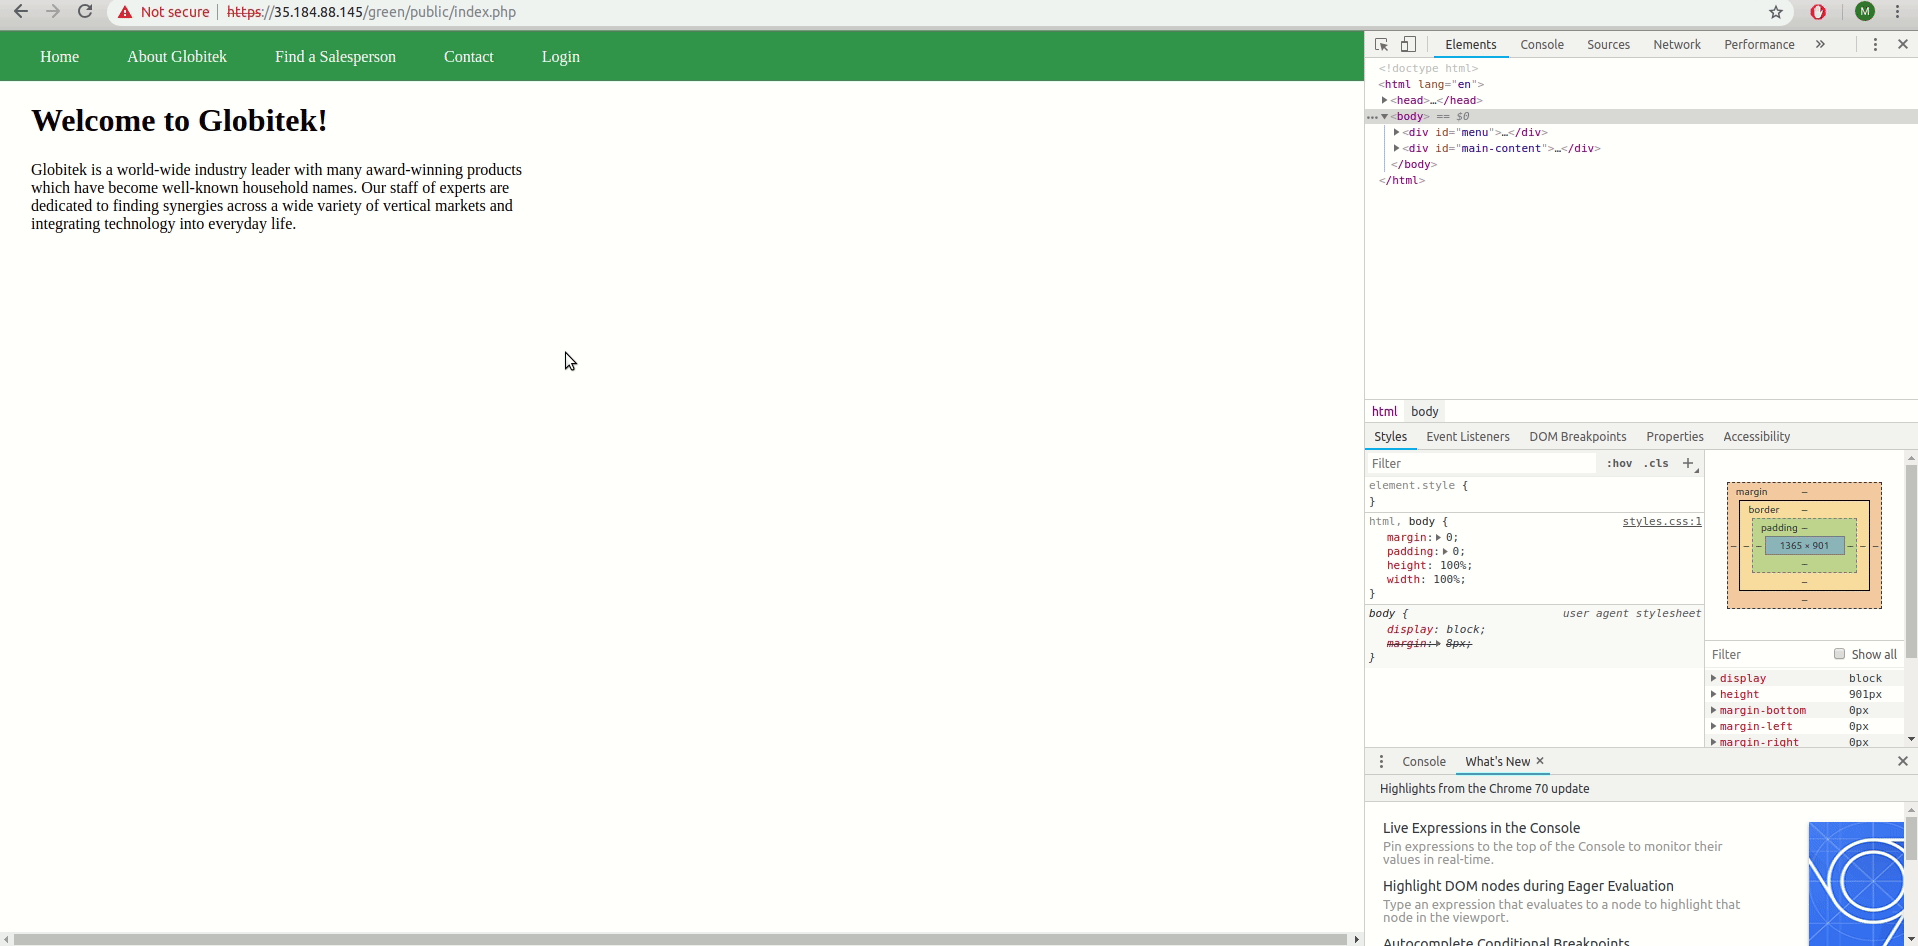 Not secure | https://35.184.88.145/green/public/index.php
M
Home About Globitek Find a Salesperson Contact Login
Welcome to Globitek!
Globitek is a world-wide industry leader with many award-winning products
which have become well-known household names. Our staff of experts are
dedicated to finding synergies across a wide variety of vertical markets and
integrating technology into everyday life.
Elements Console Sources Network Performance »
<!doctype html>
<html lang="en">
<head>…</head>
<body> == $0
<div id="menu">…</div>
<div id="main-content">…</div>
</body>
</html>
html body
Styles Event Listeners DOM Breakpoints Properties Accessibility
Filter :hov .cls +
element.style {
}
html, body { styles.css:1
margin: 0;
padding: 0;
height: 100%;
width: 100%;
}
body { user agent stylesheet
display: block;
margin: 8px;
}
margin –
border –
padding –
– – – 1365 × 901 – – –
–
–
–
Filter Show all
display block
height 901px
margin-bottom 0px
margin-left 0px
margin-right 0px
Console What's New ×
Highlights from the Chrome 70 update
Live Expressions in the Console
Pin expressions to the top of the Console to monitor their
values in real-time.
Highlight DOM nodes during Eager Evaluation
Type an expression that evaluates to a node to highlight that
node in the viewport.
Autocomplete Conditional Breakpoints